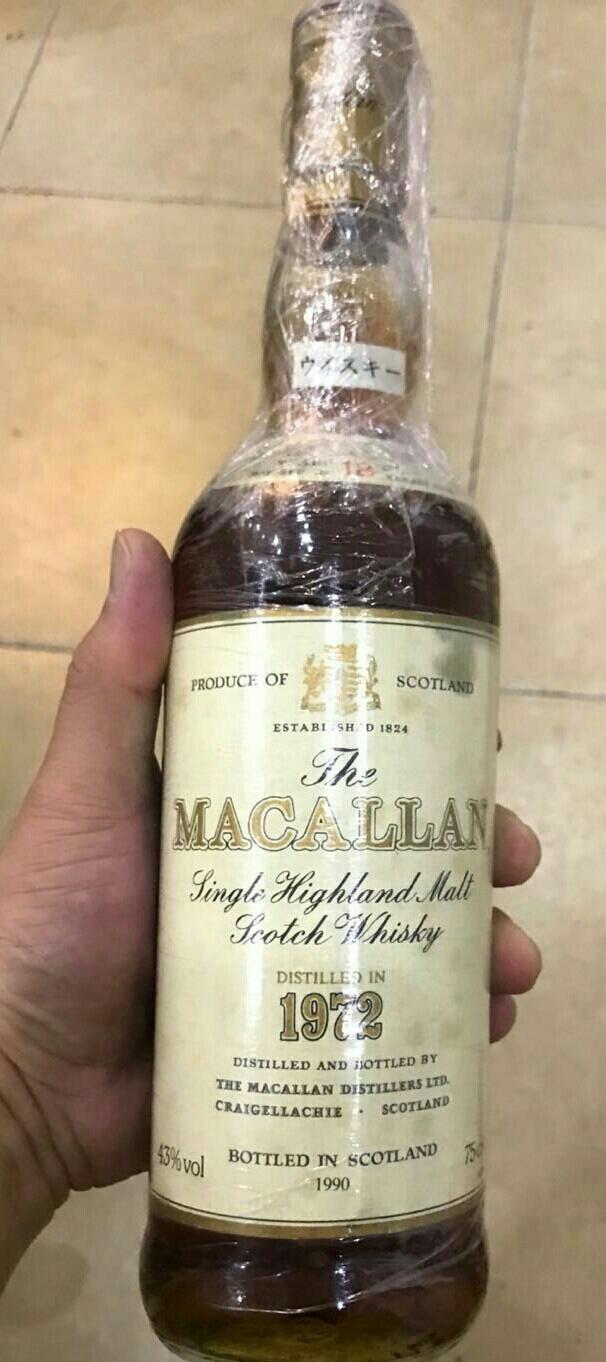 ウイスキー
18
PRODUCE OF SCOTLAND
ESTABLISHED 1824
The
MACALLAN
Single Highland Malt
Scotch Whisky
DISTILLED IN
1972
DISTILLED AND BOTTLED BY
THE MACALLAN DISTILLERS LTD.
CRAIGELLACHIE · SCOTLAND
43% vol BOTTLED IN SCOTLAND
1990